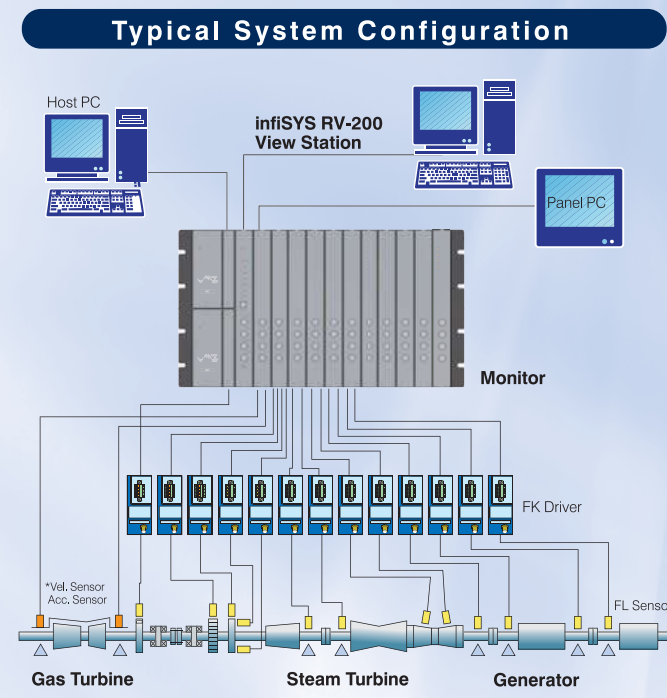 Typical System Configuration
Host PC
infiSYS RV-200
View Station
Panel PC
Monitor
FK Driver
*Vel. Sensor
Acc. Sensor
FL Senso
Gas Turbine
Steam Turbine
Generator